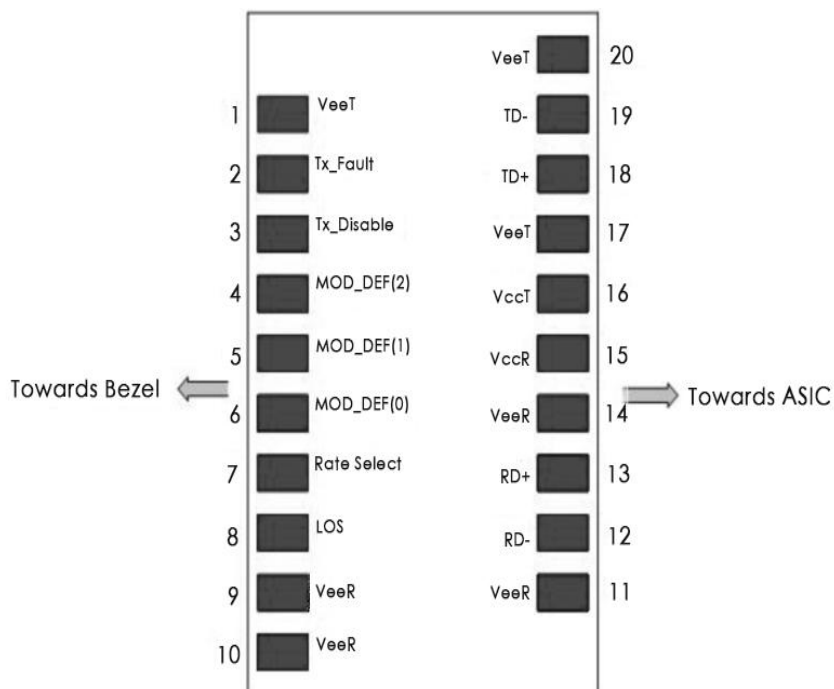 VeeT 20
1 VeeT TD- 19
2 Tx_Fault TD+ 18
3 Tx_Disable VeeT 17
4 MOD_DEF(2) VccT 16
5 MOD_DEF(1) VccR 15
Towards Bezel
6 MOD_DEF(0) VeeR 14
Towards ASIC
7 Rate Select RD+ 13
8 LOS RD- 12
9 VeeR VeeR 11
10 VeeR